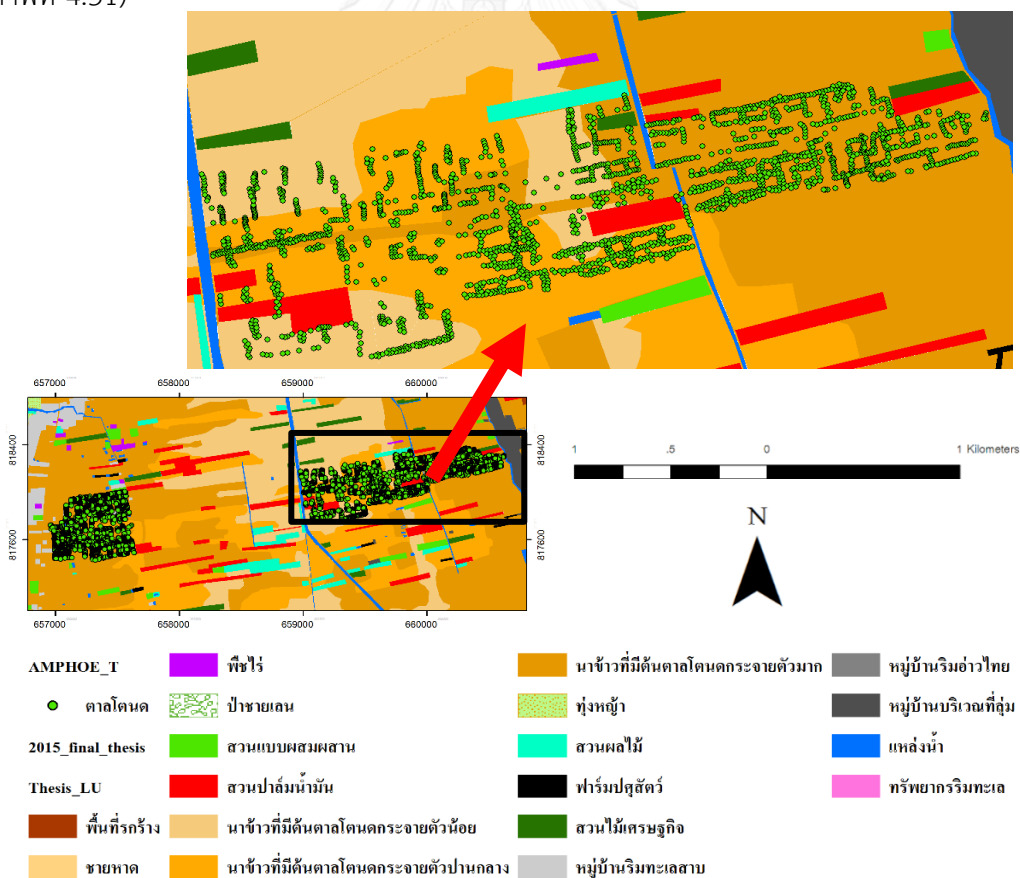 4.31)
657000 658000 659000 660000
818400 818400
817600 817600
657000 658000 659000 660000
1 .5 0 1 Kilometers
N
AMPHOE_T
ตาลโตนด
2015_final_thesis
Thesis_LU
พื้นที่รกร้าง
ชายหาด
พืชไร่
ป่าชายเลน
สวนแบบผสมผสาน
สวนปาล์มน้ำมัน
นาข้าวที่มีต้นตาลโตนดกระจายตัวน้อย
นาข้าวที่มีต้นตาลโตนดกระจายตัวปานกลาง
นาข้าวที่มีต้นตาลโตนดกระจายตัวมาก
ทุ่งหญ้า
สวนผลไม้
ฟาร์มปศุสัตว์
สวนไม้เศรษฐกิจ
หมู่บ้านริมทะเลสาบ
หมู่บ้านริมอ่าวไทย
หมู่บ้านบริเวณที่ลุ่ม
แหล่งน้ำ
ทรัพยากรริมทะเล